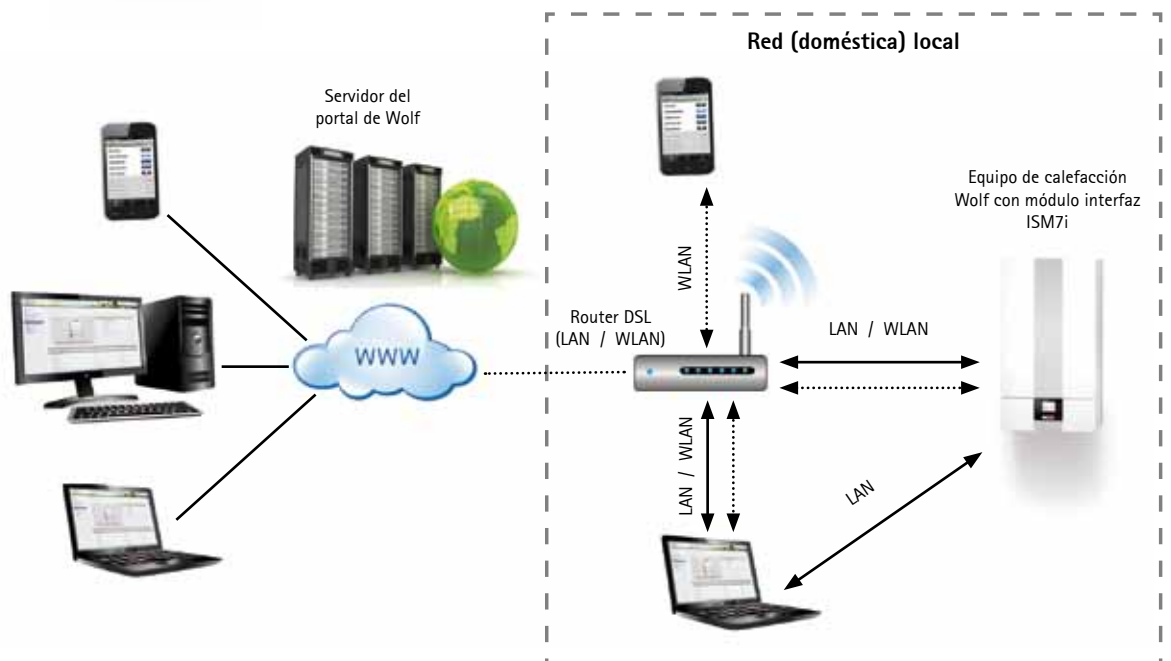 Red (doméstica) local
Servidor del
portal de Wolf
Equipo de calefacción
Wolf con módulo interfaz
ISM7i
WLAN
Router DSL
(LAN / WLAN)
LAN / WLAN
WWW
LAN / WLAN
LAN